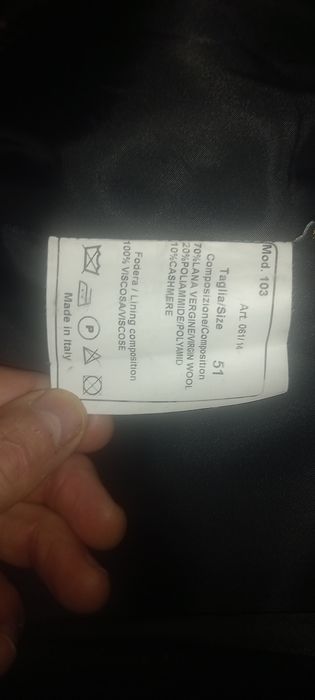 Mod. 103
Art. 061/14
Taglia/Size 51
Composizione/Composition
70%LANA VERGINE/VIRGIN WOOL
20%POLIAMMIDE/POLYAMID
10%CASHMERE
Fodera / Lining composition
100% VISCOSA/VISCOSE
P
Made in Italy